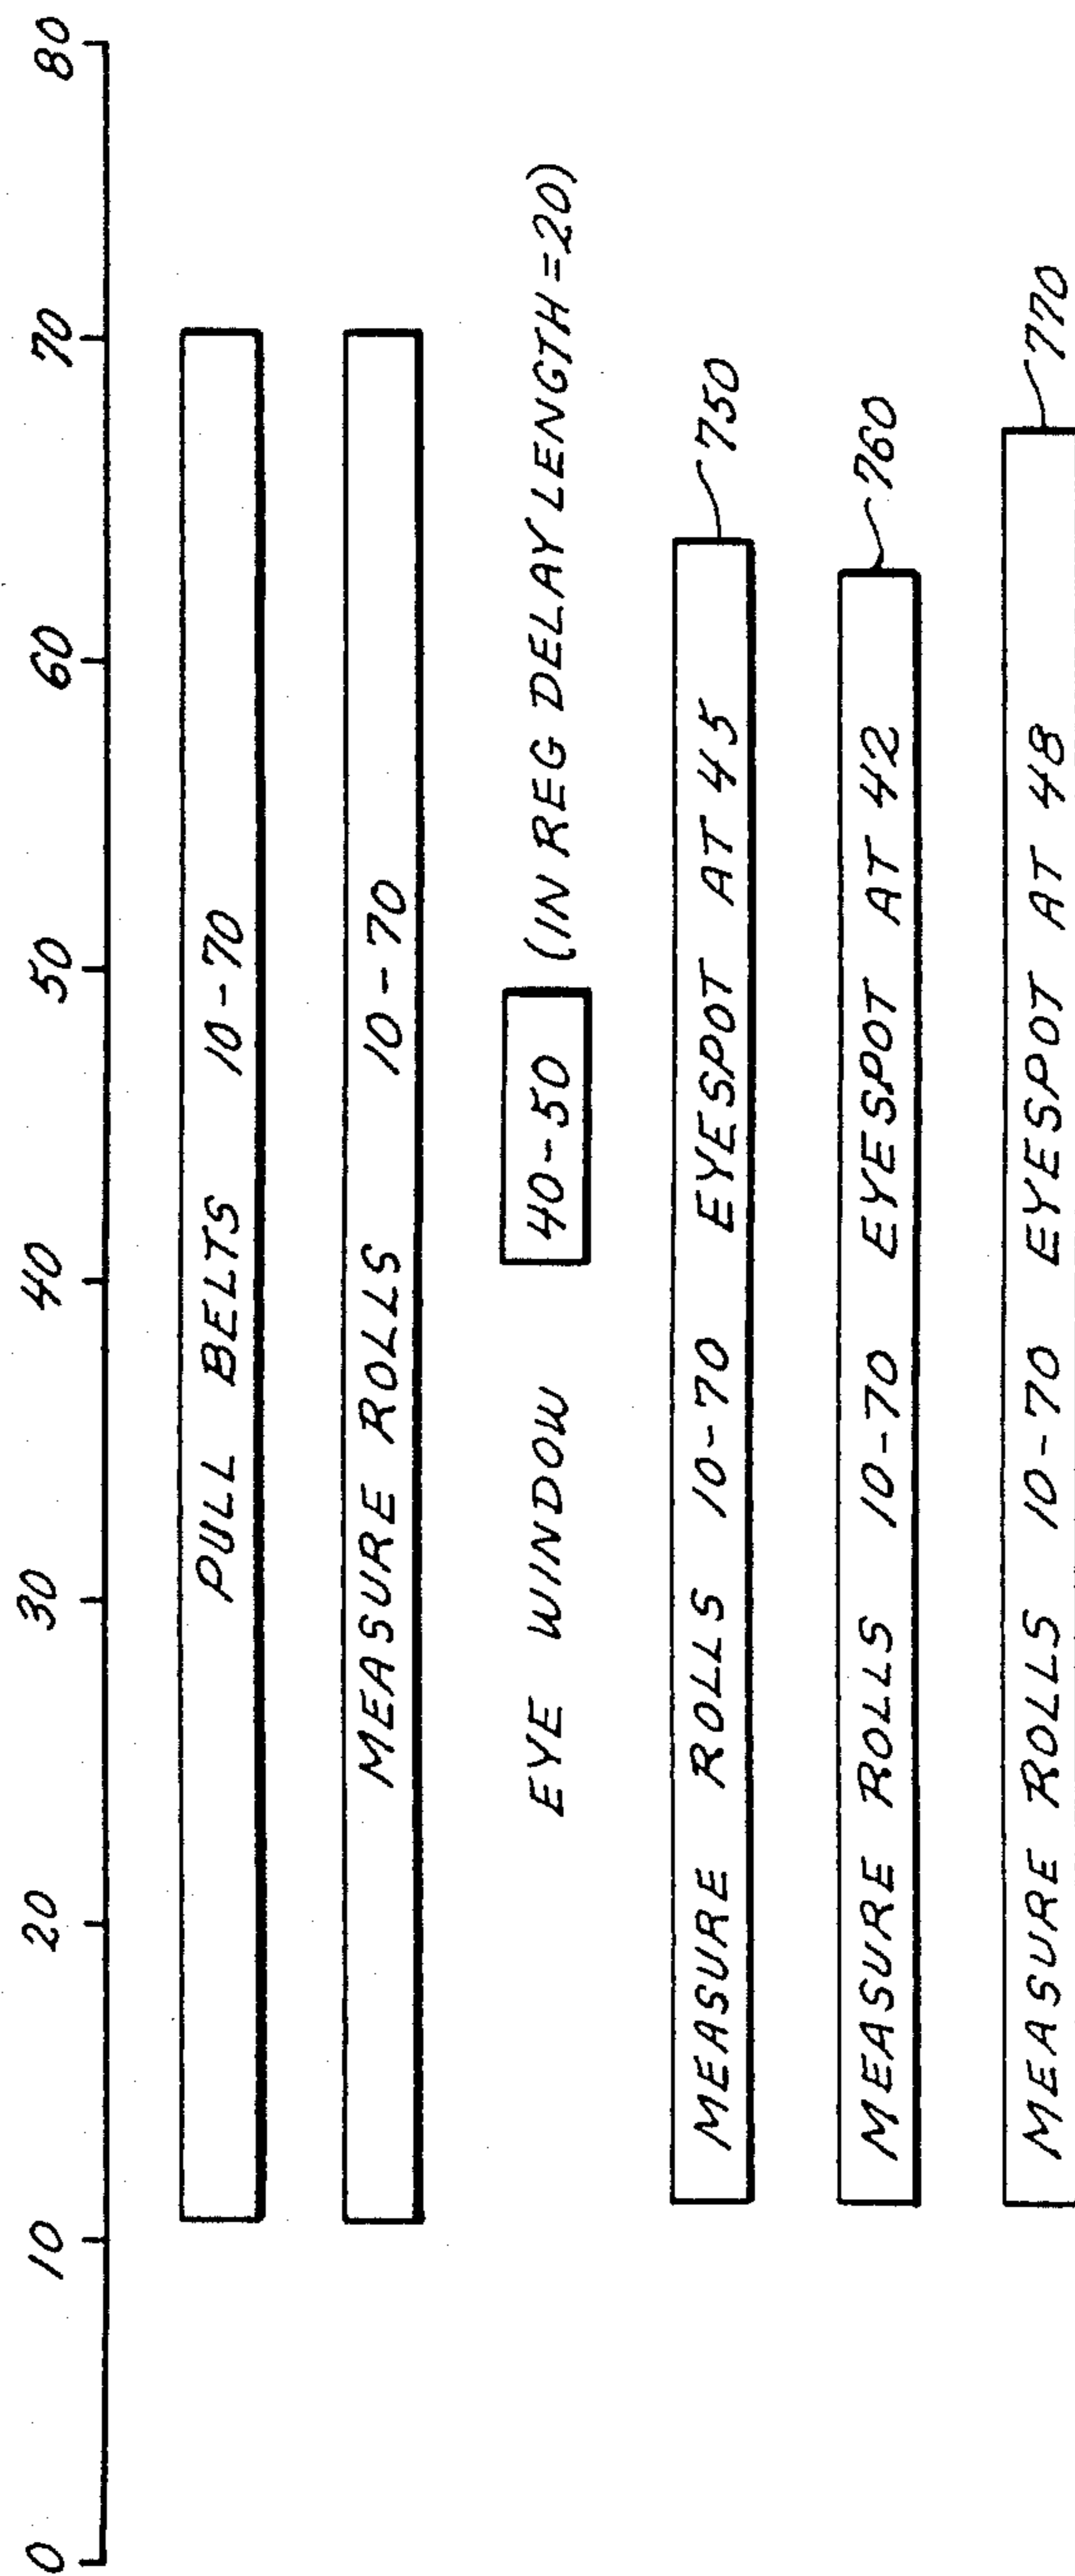 0 10 20 30 40 50 60 70 80
PULL BELTS 10-70
MEASURE ROLLS 10-70
EYE WINDOW 40-50 (IN REG DELAY LENGTH=20)
MEASURE ROLLS 10-70 EYESPOT AT 45 750
MEASURE ROLLS 10-70 EYESPOT AT 42 760
MEASURE ROLLS 10-70 EYESPOT AT 48 770